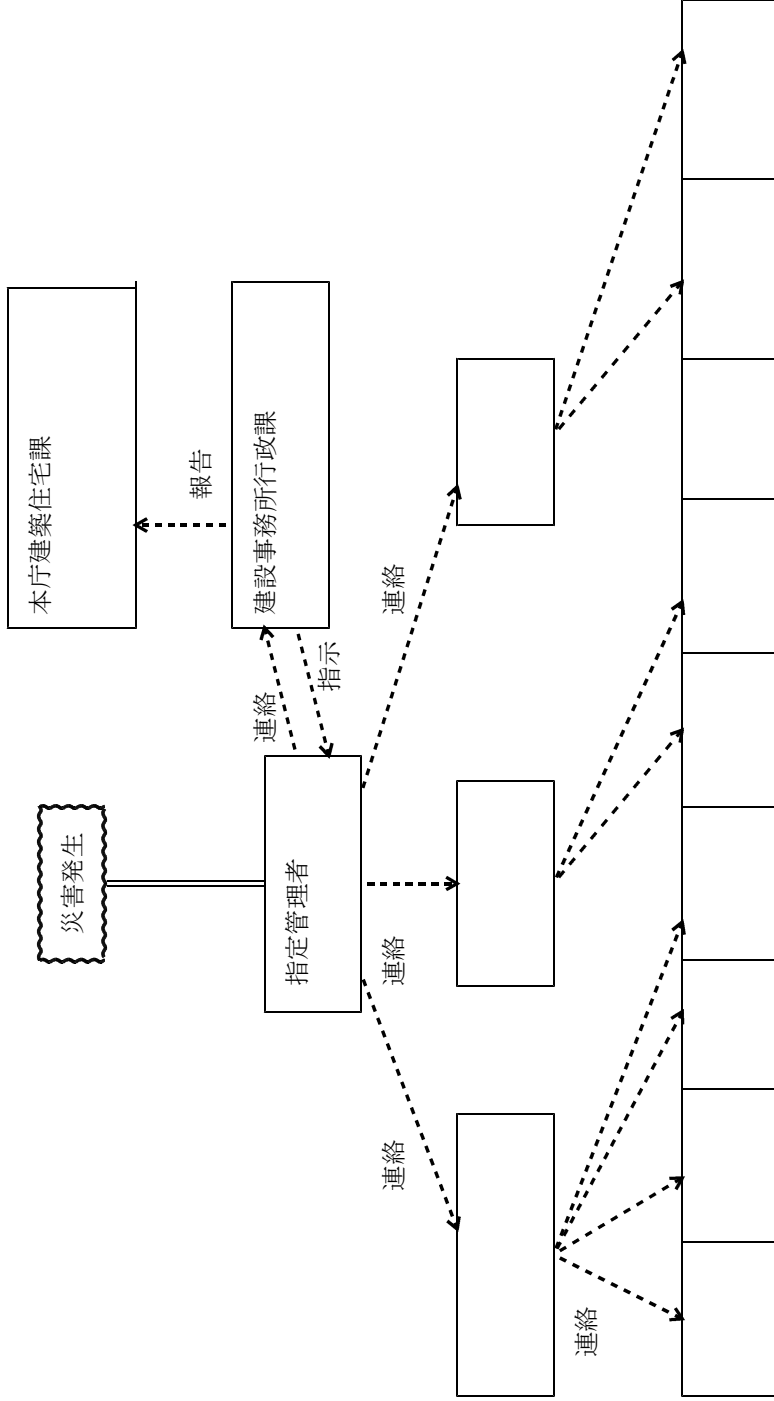 災害発生
本庁建築住宅課
報告
建設事務所行政課
連絡
指示
指定管理者
連絡
連絡
連絡
連絡